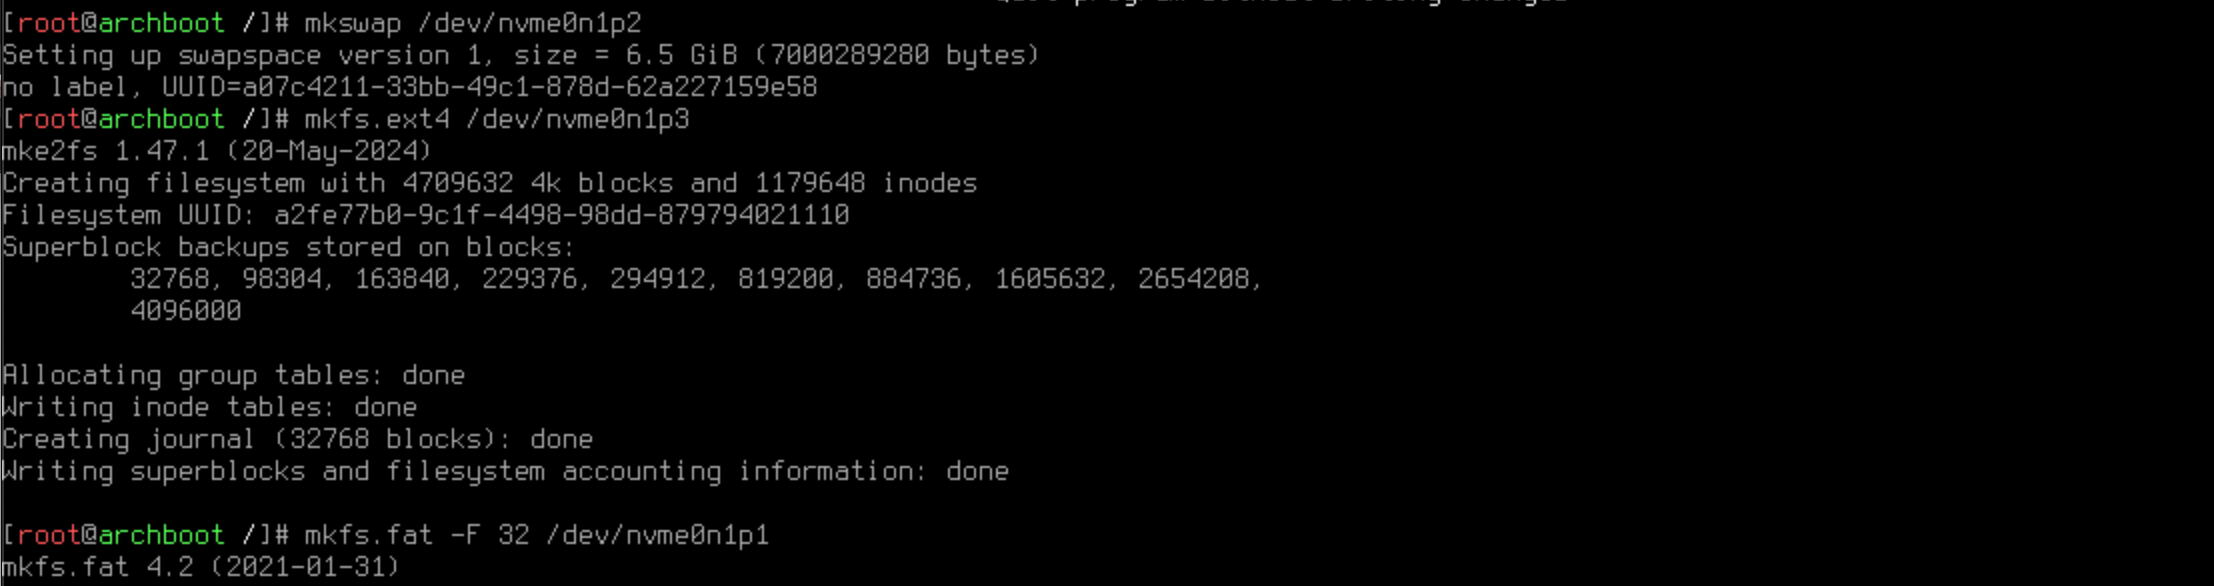 [root@archboot /]# mkswap /dev/nvme0n1p2
Setting up swapspace version 1, size = 6.5 GiB (7000289280 bytes)
no label, UUID=a07c4211-33bb-49c1-878d-62a227159e58
[root@archboot /]# mkfs.ext4 /dev/nvme0n1p3
mke2fs 1.47.1 (20-May-2024)
Creating filesystem with 4709632 4k blocks and 1179648 inodes
Filesystem UUID: a2fe77b0-9c1f-4498-98dd-879794021110
Superblock backups stored on blocks:
32768, 98304, 163840, 229376, 294912, 819200, 884736, 1605632, 2654208,
4096000
Allocating group tables: done
Writing inode tables: done
Creating journal (32768 blocks): done
Writing superblocks and filesystem accounting information: done
[root@archboot /]# mkfs.fat -F 32 /dev/nvme0n1p1
mkfs.fat 4.2 (2021-01-31)